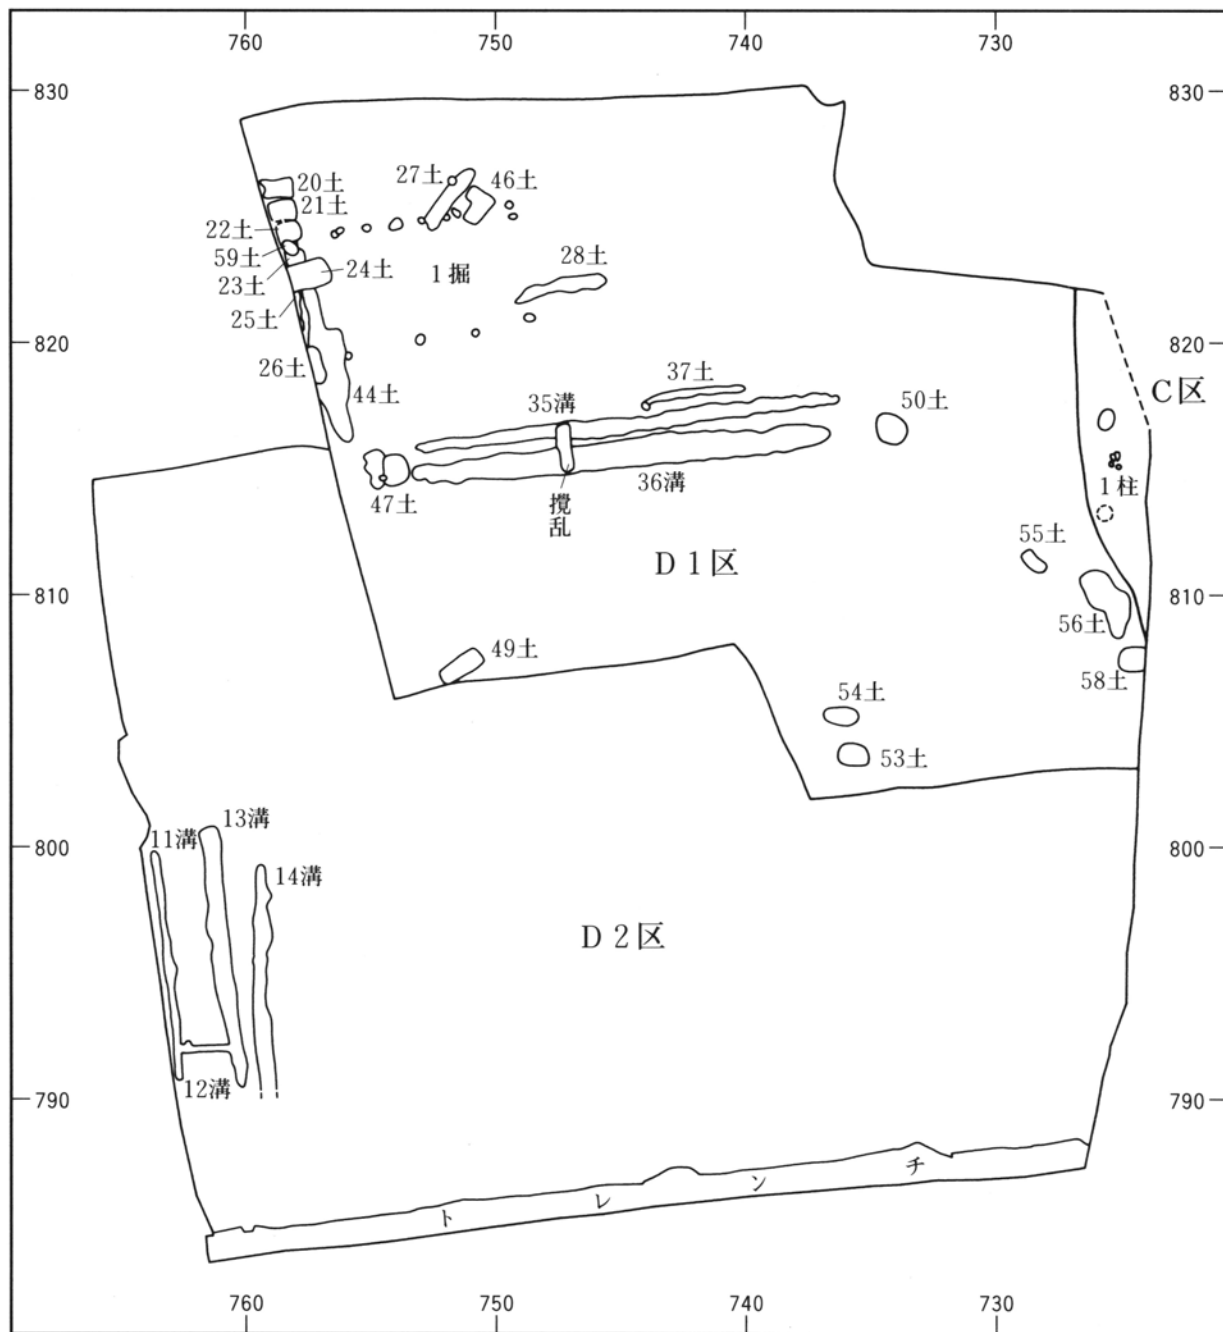 760 750 740 730
830 830
20土
21土
22土
59土
23土
24土
25土
26土
27土
46土
1掘
28土
820 820
44土
37土
35溝
50土
C区
47土
36溝
攪乱
1柱
D1区
55土
810 810
56土
49土
58土
54土
53土
800 800
11溝
13溝
14溝
D2区
12溝
790 790
トレンチ
760 750 740 730